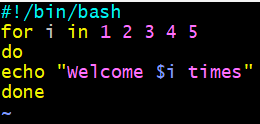 #!/bin/bash
for i in 1 2 3 4 5
do
echo "Welcome $i times"
done
~